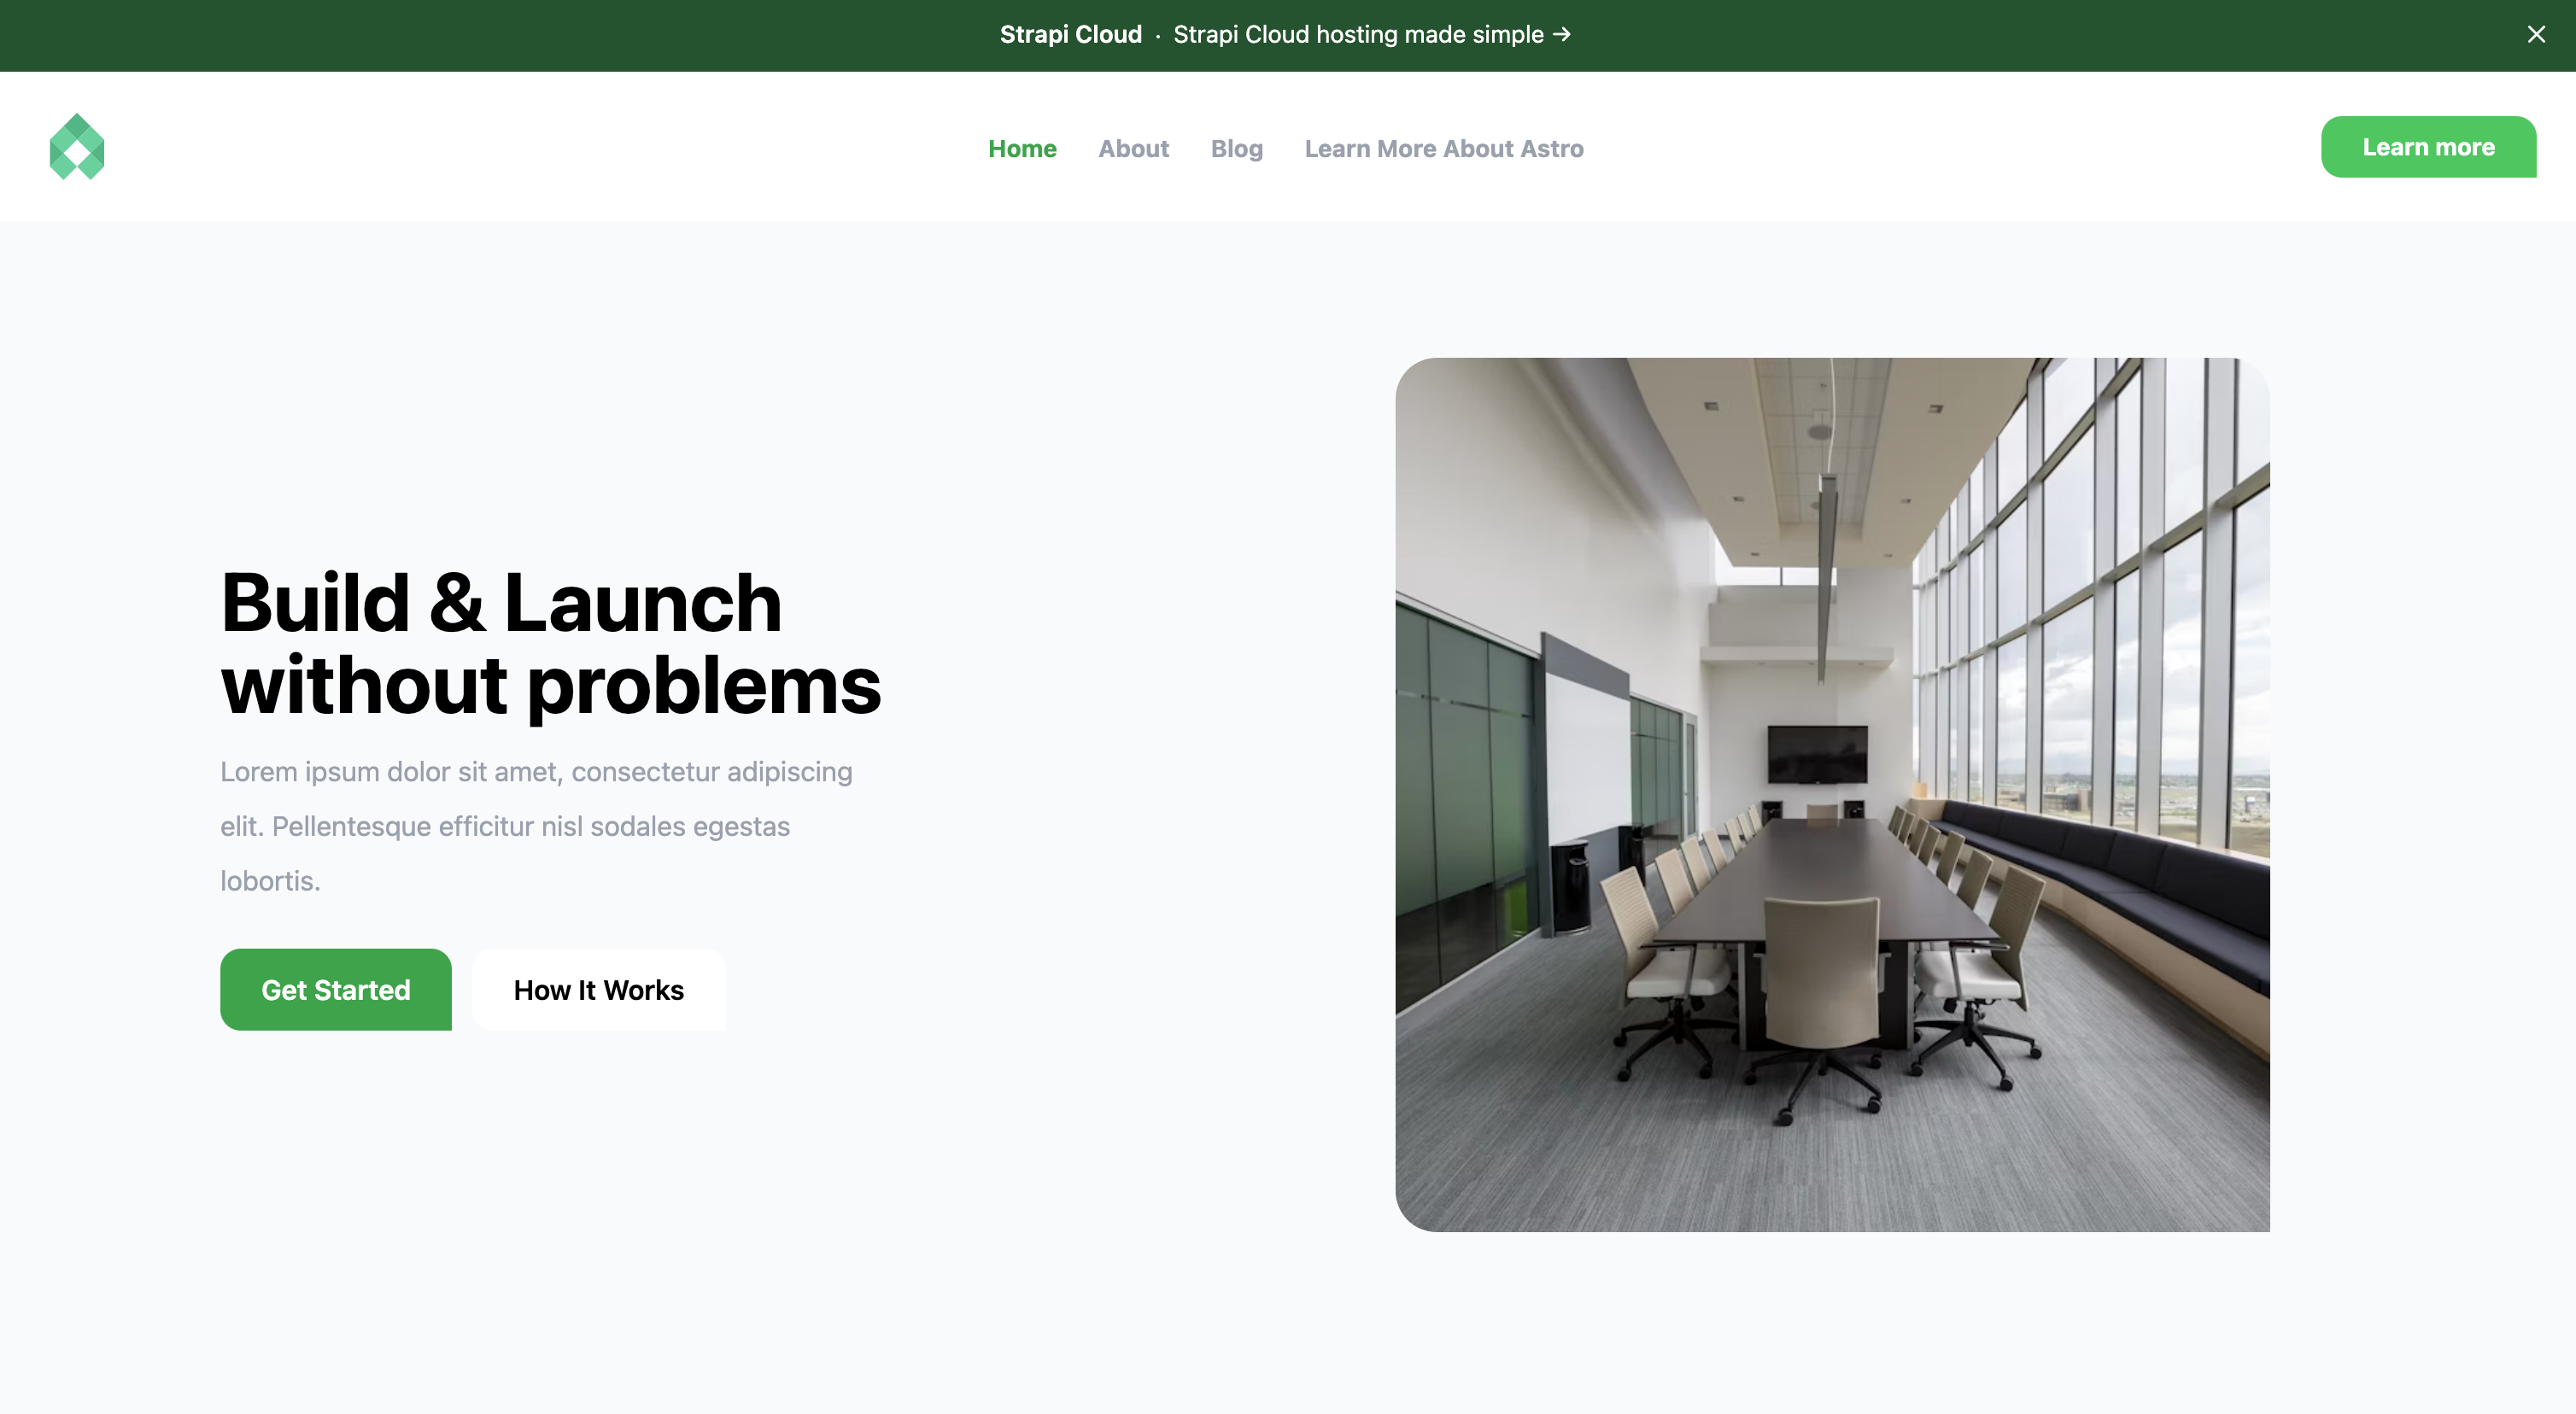 Strapi Cloud · Strapi Cloud hosting made simple →
Home About Blog Learn More About Astro Learn more
Build & Launch
without problems
Lorem ipsum dolor sit amet, consectetur adipiscing
elit. Pellentesque efficitur nisl sodales egestas
lobortis.
Get Started How It Works